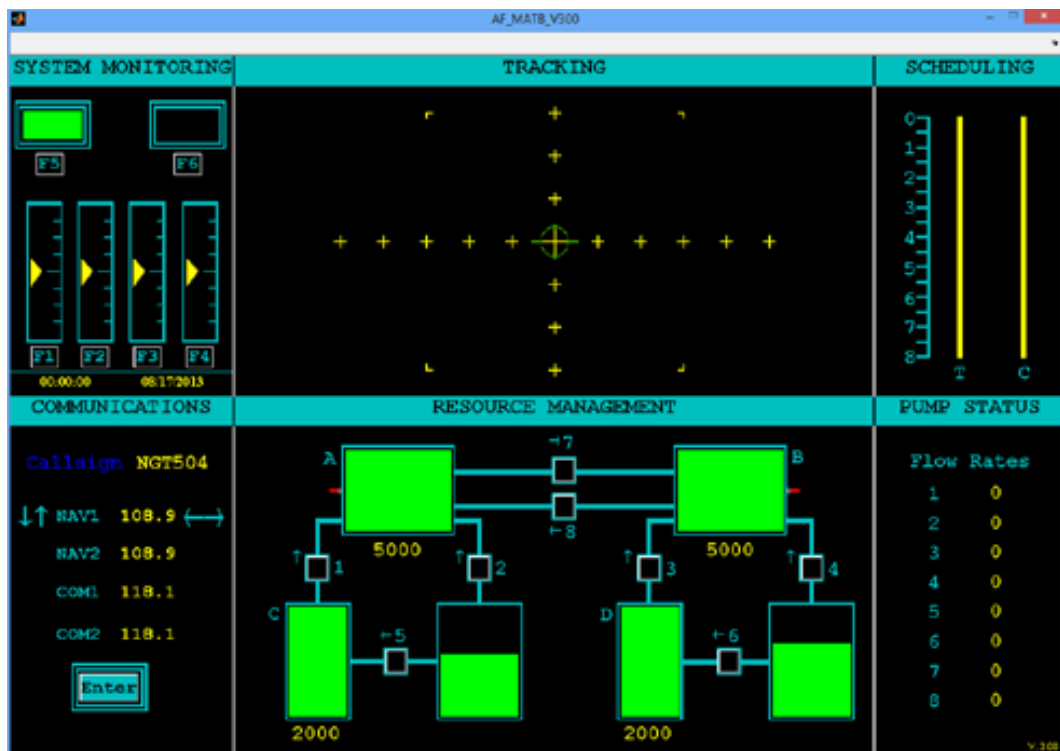 AF_MATB_V300
SYSTEM MONITORING
F5 F6
F1 F2 F3 F4
00:00:00 08/17/2013
TRACKING
SCHEDULING
0
1
2
3
4
5
6
7
8
T C
COMMUNICATIONS
Callsign NGT504
↓↑ NAV1 108.9 ←→
NAV2 108.9
COM1 118.1
COM2 118.1
Enter
RESOURCE MANAGEMENT
→7
A B
←8
5000 5000
↑ 1 ↑ 2 ↑ 3 ↑ 4
C ←5 D ←6
2000 2000
PUMP STATUS
Flow Rates
1 0
2 0
3 0
4 0
5 0
6 0
7 0
8 0